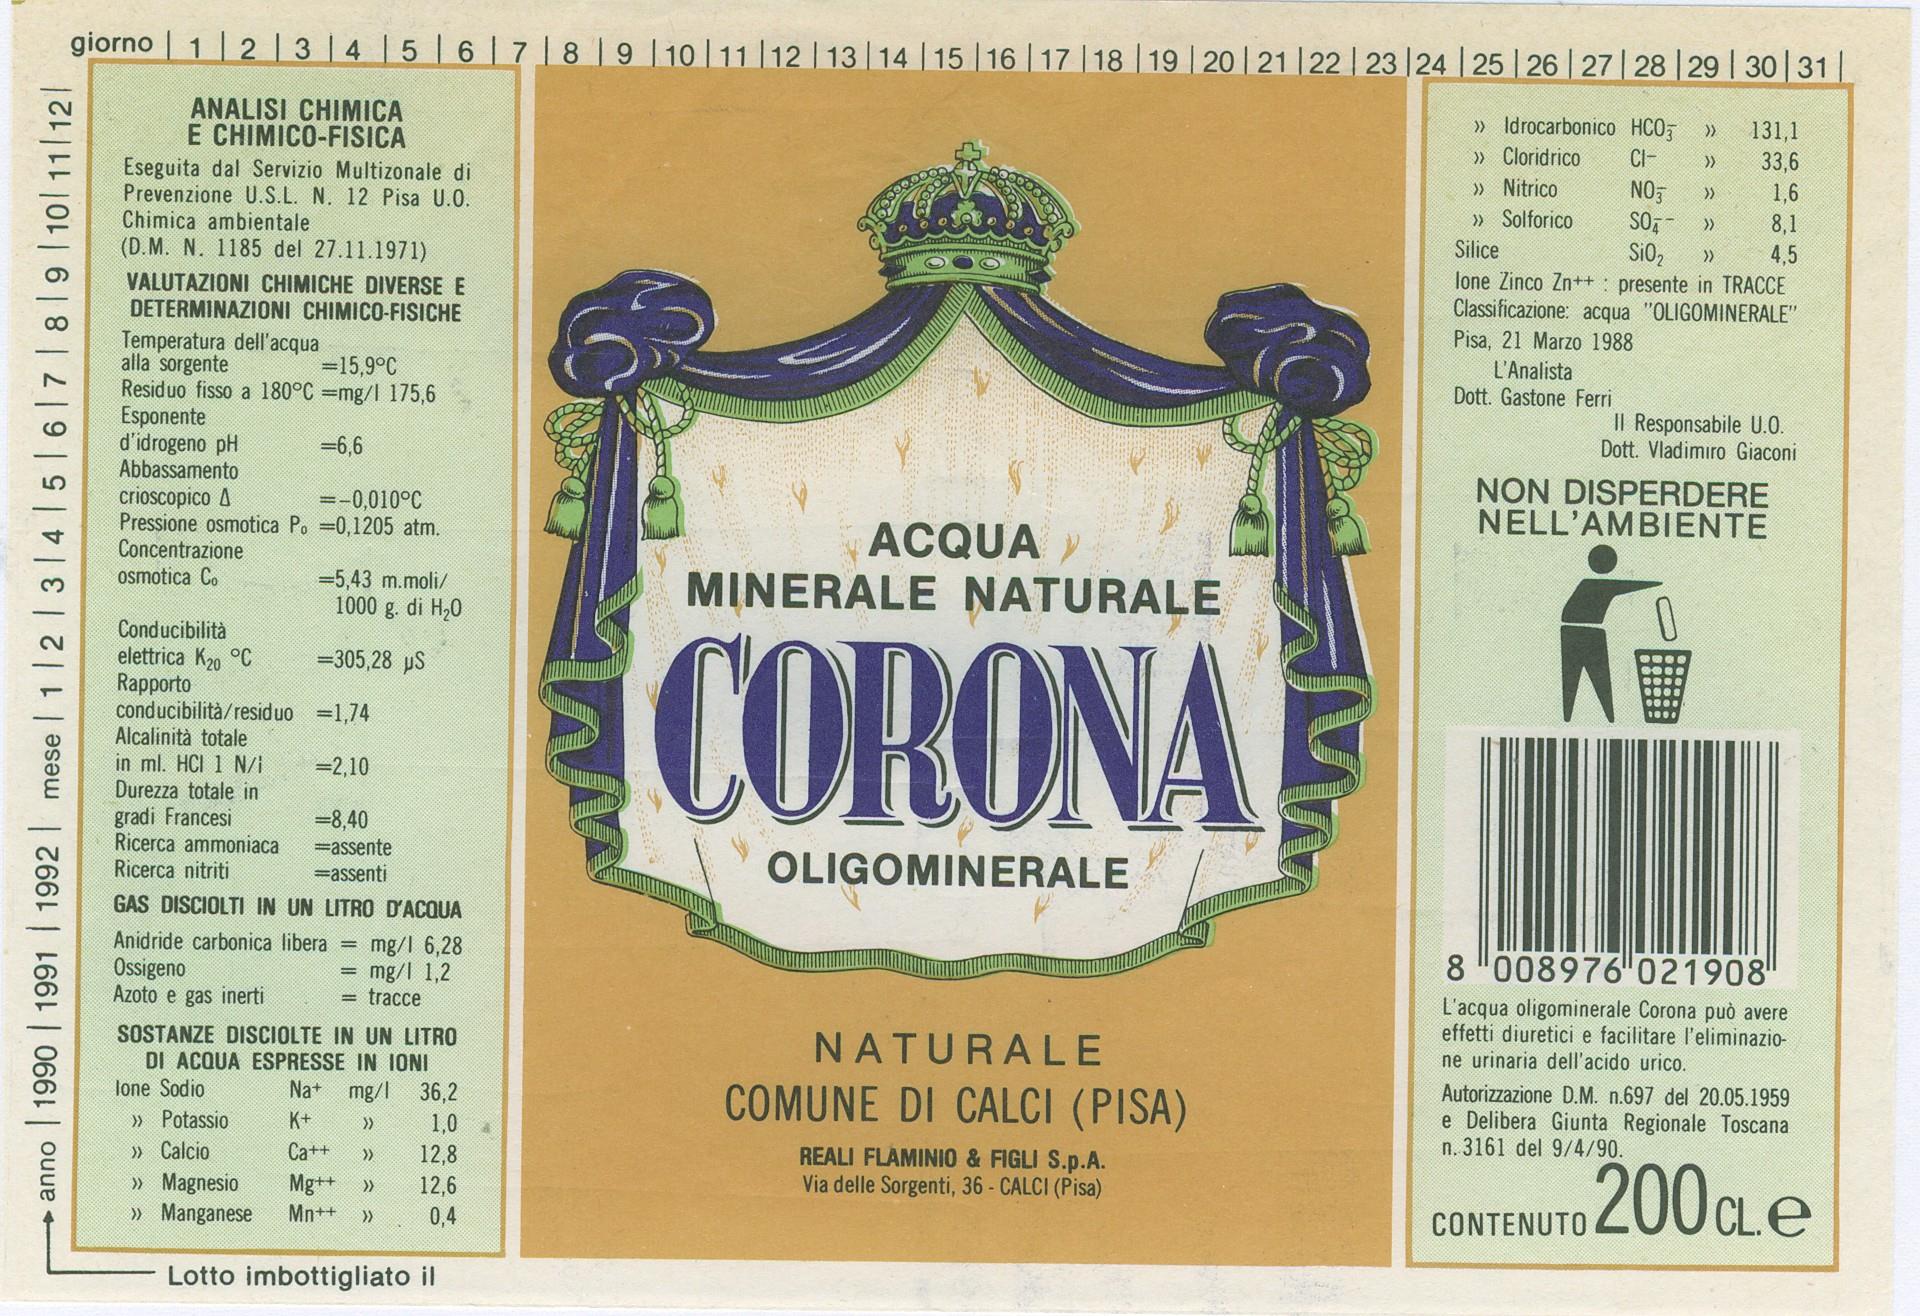 giorno | 1 | 2 | 3 | 4 | 5 | 6 | 7 | 8 | 9 | 10 | 11 | 12 | 13 | 14 | 15 | 16 | 17 | 18 | 19 | 20 | 21 | 22 | 23 | 24 | 25 | 26 | 27 | 28 | 29 | 30 | 31 |
anno | 1990 | 1991 | 1992 | mese | 1 | 2 | 3 | 4 | 5 | 6 | 7 | 8 | 9 | 10 | 11 | 12 |
Lotto imbottigliato il
ANALISI CHIMICA
E CHIMICO-FISICA
Eseguita dal Servizio Multizonale di
Prevenzione U.S.L. N. 12 Pisa U.O.
Chimica ambientale
(D.M. N. 1185 del 27.11.1971)
VALUTAZIONI CHIMICHE DIVERSE E
DETERMINAZIONI CHIMICO-FISICHE
Temperatura dell'acqua
alla sorgente =15,9°C
Residuo fisso a 180°C =mg/l 175,6
Esponente
d'idrogeno pH =6,6
Abbassamento
crioscopico Δ =-0,010°C
Pressione osmotica P₀ =0,1205 atm.
Concentrazione
osmotica C₀ =5,43 m.moli/
1000 g. di H₂O
Conducibilità
elettrica K₂₀ °C =305,28 µS
Rapporto
conducibilità/residuo =1,74
Alcalinità totale
in ml. HCl 1 N/i =2,10
Durezza totale in
gradi Francesi =8,40
Ricerca ammoniaca =assente
Ricerca nitriti =assenti
GAS DISCIOLTI IN UN LITRO D'ACQUA
Anidride carbonica libera = mg/l 6,28
Ossigeno = mg/l 1,2
Azoto e gas inerti = tracce
SOSTANZE DISCIOLTE IN UN LITRO
DI ACQUA ESPRESSE IN IONI
Ione Sodio Na⁺ mg/l 36,2
» Potassio K⁺ » 1,0
» Calcio Ca⁺⁺ » 12,8
» Magnesio Mg⁺⁺ » 12,6
» Manganese Mn⁺⁺ » 0,4
ACQUA
MINERALE NATURALE
CORONA
OLIGOMINERALE
NATURALE
COMUNE DI CALCI (PISA)
REALI FLAMINIO & FIGLI S.p.A.
Via delle Sorgenti, 36 - CALCI (Pisa)
» Idrocarbonico HCO₃⁻ » 131,1
» Cloridrico Cl⁻ » 33,6
» Nitrico NO₃⁻ » 1,6
» Solforico SO₄⁻⁻ » 8,1
Silice SiO₂ » 4,5
Ione Zinco Zn⁺⁺ : presente in TRACCE
Classificazione: acqua "OLIGOMINERALE"
Pisa, 21 Marzo 1988
L'Analista
Dott. Gastone Ferri
Il Responsabile U.O.
Dott. Vladimiro Giaconi
NON DISPERDERE
NELL'AMBIENTE
8 008976 021908
L'acqua oligominerale Corona può avere
effetti diuretici e facilitare l'eliminazio-
ne urinaria dell'acido urico.
Autorizzazione D.M. n.697 del 20.05.1959
e Delibera Giunta Regionale Toscana
n. 3161 del 9/4/90.
CONTENUTO 200 CL. e